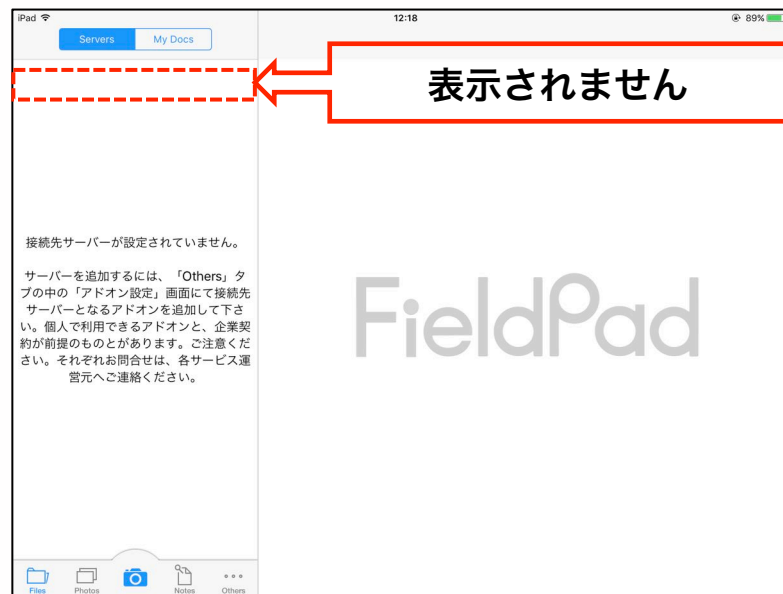 iPad 12:18 89%
Servers My Docs
表示されません
接続先サーバーが設定されていません。
サーバーを追加するには、「Others」タ
ブの中の「アドオン設定」画面にて接続先
サーバーとなるアドオンを追加して下さ
い。個人で利用できるアドオンと、企業契
約が前提のものとがあります。ご注意くだ
さい。それぞれお問合せは、各サービス運
営元へご連絡ください。
FieldPad
Files Photos Notes Others